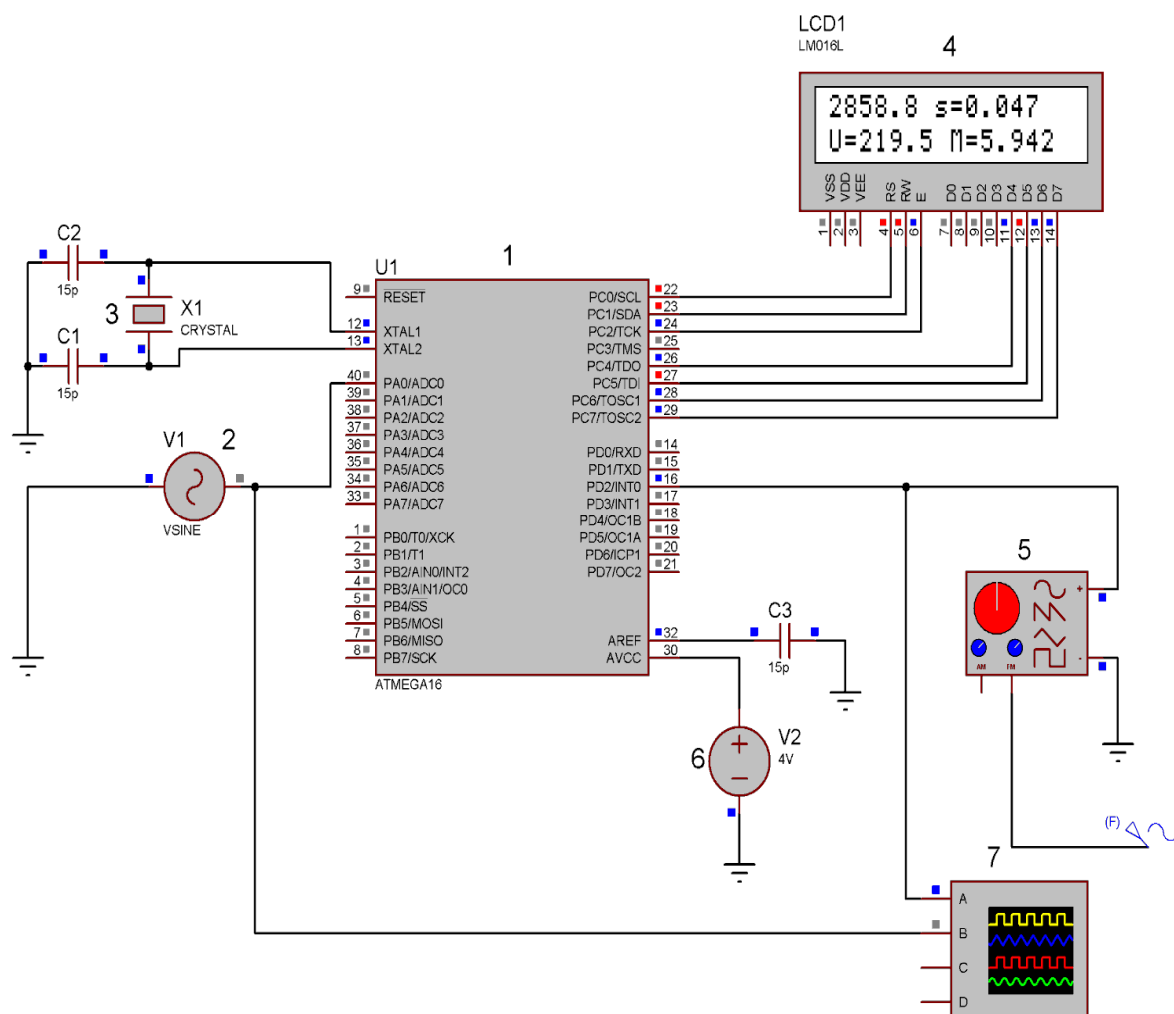 LCD1
LM016L
4
2858.8 s=0.047
U=219.5 M=5.942
VSS
VDD
VEE
RS
RW
E
D0
D1
D2
D3
D4
D5
D6
D7
1
2
3
4
5
6
7
8
9
10
11
12
13
14
C2
15p
3
X1
CRYSTAL
C1
15p
U1
1
9 RESET
12 XTAL1
13 XTAL2
40 PA0/ADC0
39 PA1/ADC1
38 PA2/ADC2
37 PA3/ADC3
36 PA4/ADC4
35 PA5/ADC5
34 PA6/ADC6
33 PA7/ADC7
1 PB0/T0/XCK
2 PB1/T1
3 PB2/AIN0/INT2
4 PB3/AIN1/OC0
5 PB4/SS
6 PB5/MOSI
7 PB6/MISO
8 PB7/SCK
PC0/SCL 22
PC1/SDA 23
PC2/TCK 24
PC3/TMS 25
PC4/TDO 26
PC5/TDI 27
PC6/TOSC1 28
PC7/TOSC2 29
PD0/RXD 14
PD1/TXD 15
PD2/INT0 16
PD3/INT1 17
PD4/OC1B 18
PD5/OC1A 19
PD6/ICP1 20
PD7/OC2 21
AREF 32
AVCC 30
ATMEGA16
V1
2
VSINE
C3
15p
6
V2
4V
+
−
5
+
-
AM
FM
(F)
7
A
B
C
D